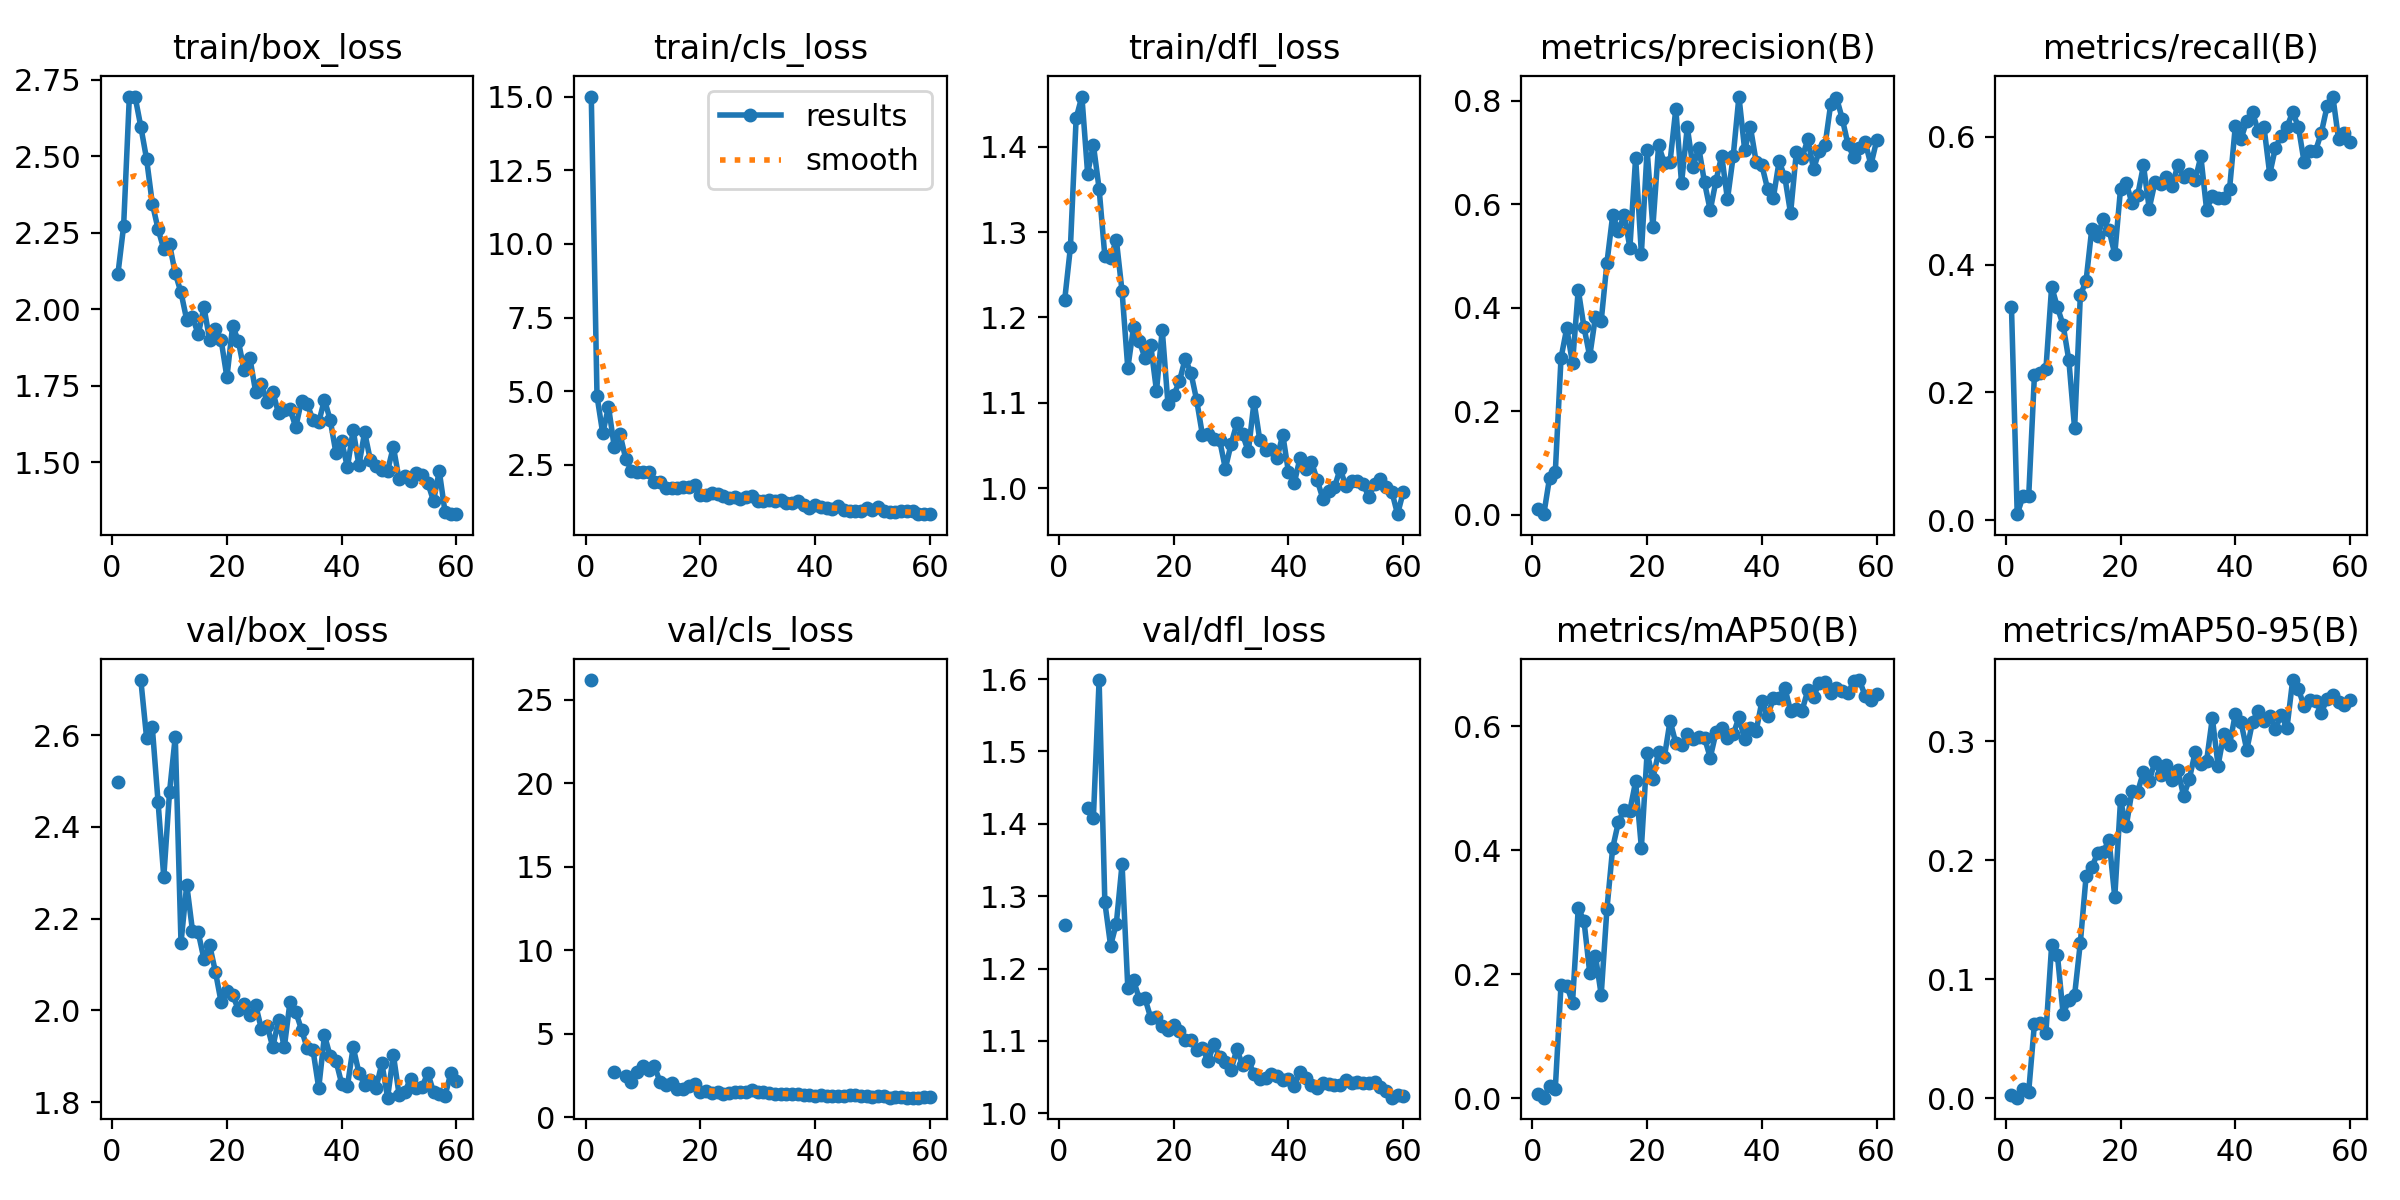 train/box_loss
2.75
2.50
2.25
2.00
1.75
1.50
0 20 40 60
train/cls_loss
15.0
12.5
10.0
7.5
5.0
2.5
results
smooth
0 20 40 60
train/dfl_loss
1.4
1.3
1.2
1.1
1.0
0 20 40 60
metrics/precision(B)
0.8
0.6
0.4
0.2
0.0
0 20 40 60
metrics/recall(B)
0.6
0.4
0.2
0.0
0 20 40 60
val/box_loss
2.6
2.4
2.2
2.0
1.8
0 20 40 60
val/cls_loss
25
20
15
10
5
0
0 20 40 60
val/dfl_loss
1.6
1.5
1.4
1.3
1.2
1.1
1.0
0 20 40 60
metrics/mAP50(B)
0.6
0.4
0.2
0.0
0 20 40 60
metrics/mAP50-95(B)
0.3
0.2
0.1
0.0
0 20 40 60